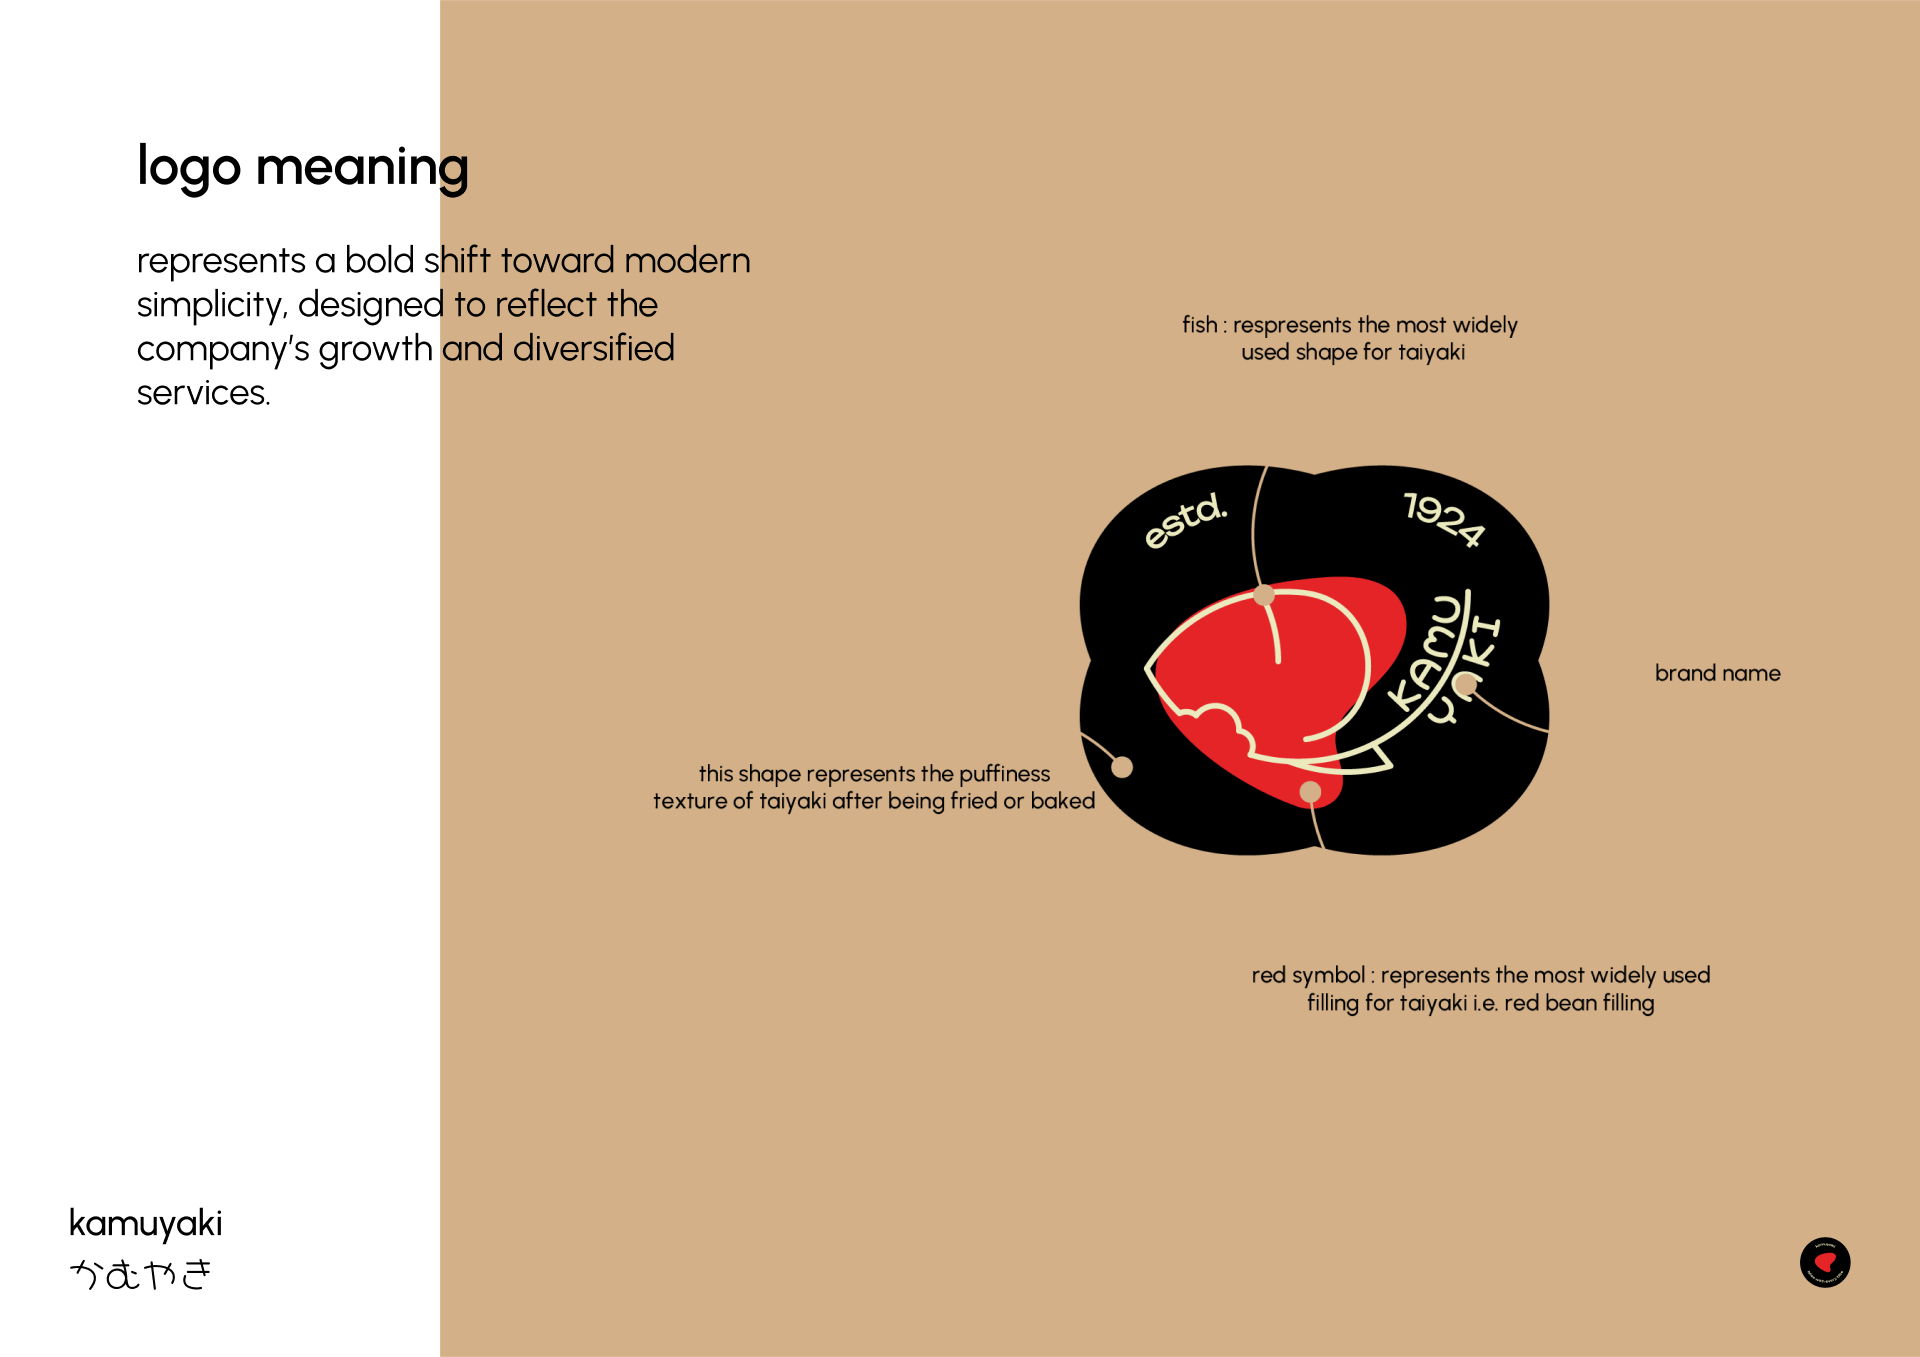 logo meaning
represents a bold shift toward modern
simplicity, designed to reflect the
company's growth and diversified
services.
fish : respresents the most widely
used shape for taiyaki
estd.
1924
KAMU
YAKI
brand name
this shape represents the puffiness
texture of taiyaki after being fried or baked
red symbol : represents the most widely used
filling for taiyaki i.e. red bean filling
kamuyaki
かむやき